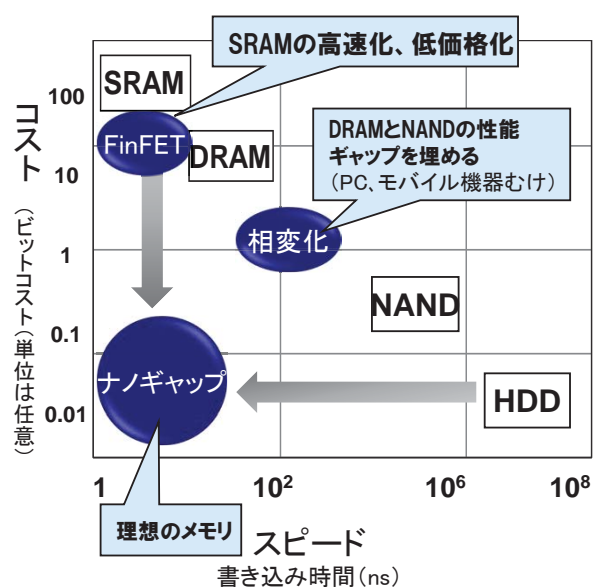 SRAMの高速化、低価格化
SRAM
100
FinFET
DRAM
DRAMとNANDの性能
ギャップを埋める
（PC、モバイル機器むけ）
10
コスト
（ビットコスト（単位は任意）
相変化
1
NAND
0.1
ナノギャップ
HDD
0.01
1
10²
10⁶
10⁸
理想のメモリ
スピード
書き込み時間（ns）